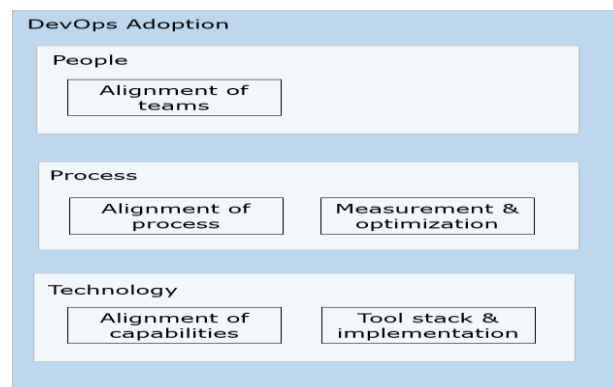 DevOps Adoption
People
Alignment of
teams
Process
Alignment of
process
Measurement &
optimization
Technology
Alignment of
capabilities
Tool stack &
implementation